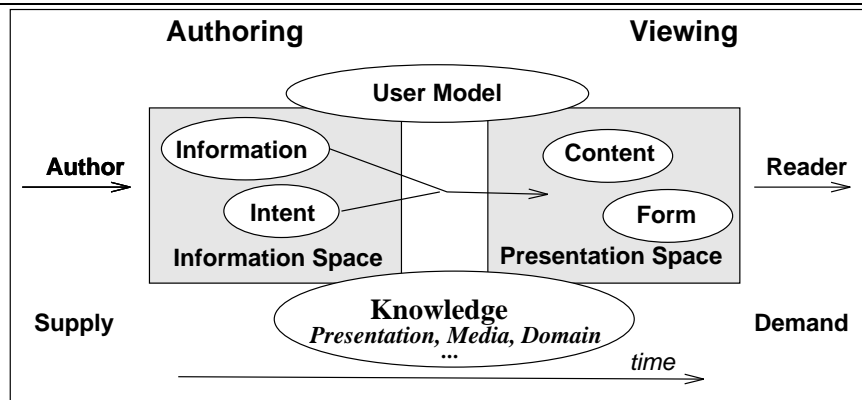 Authoring
Viewing
User Model
Author
Information
Content
Reader
Intent
Form
Information Space
Presentation Space
Supply
Knowledge
Demand
Presentation, Media, Domain
...
time